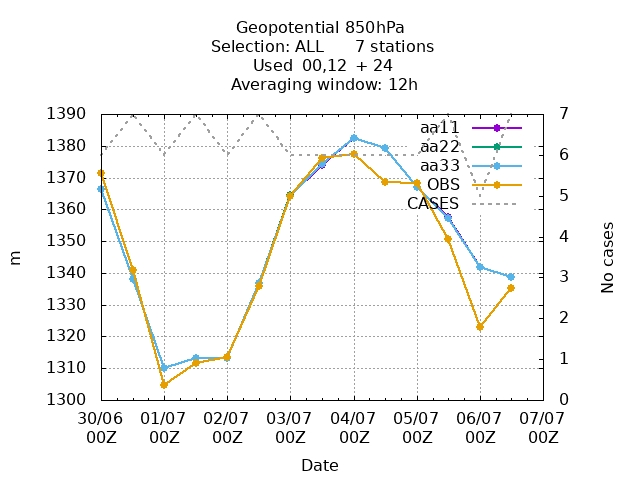 Geopotential 850hPa
Selection: ALL 7 stations
Used 00,12 + 24
Averaging window: 12h
1390
1380
1370
1360
1350
1340
1330
1320
1310
1300
m
7
6
5
4
3
2
1
0
No cases
aa11
aa22
aa33
OBS
CASES
30/06 01/07 02/07 03/07 04/07 05/07 06/07 07/07
00Z 00Z 00Z 00Z 00Z 00Z 00Z 00Z
Date